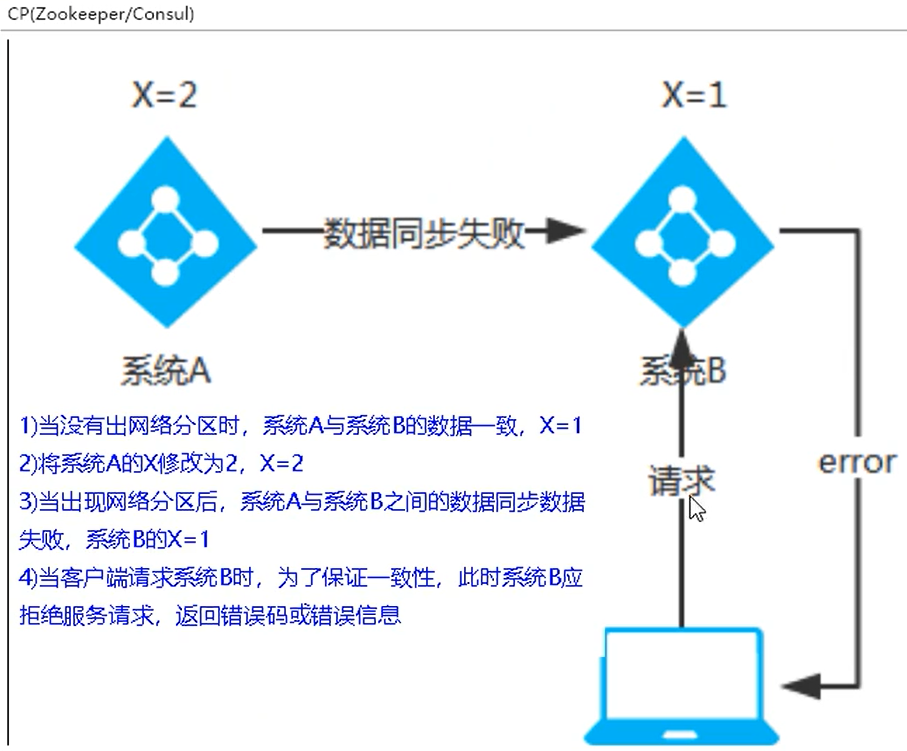 CP(Zookeeper/Consul)
X=2
X=1
数据同步失败
系统A
系统B
1)当没有出网络分区时，系统A与系统B的数据一致，X=1
2)将系统A的X修改为2，X=2
3)当出现网络分区后，系统A与系统B之间的数据同步数据
失败，系统B的X=1
4)当客户端请求系统B时，为了保证一致性，此时系统B应
拒绝服务请求，返回错误码或错误信息
请求
error